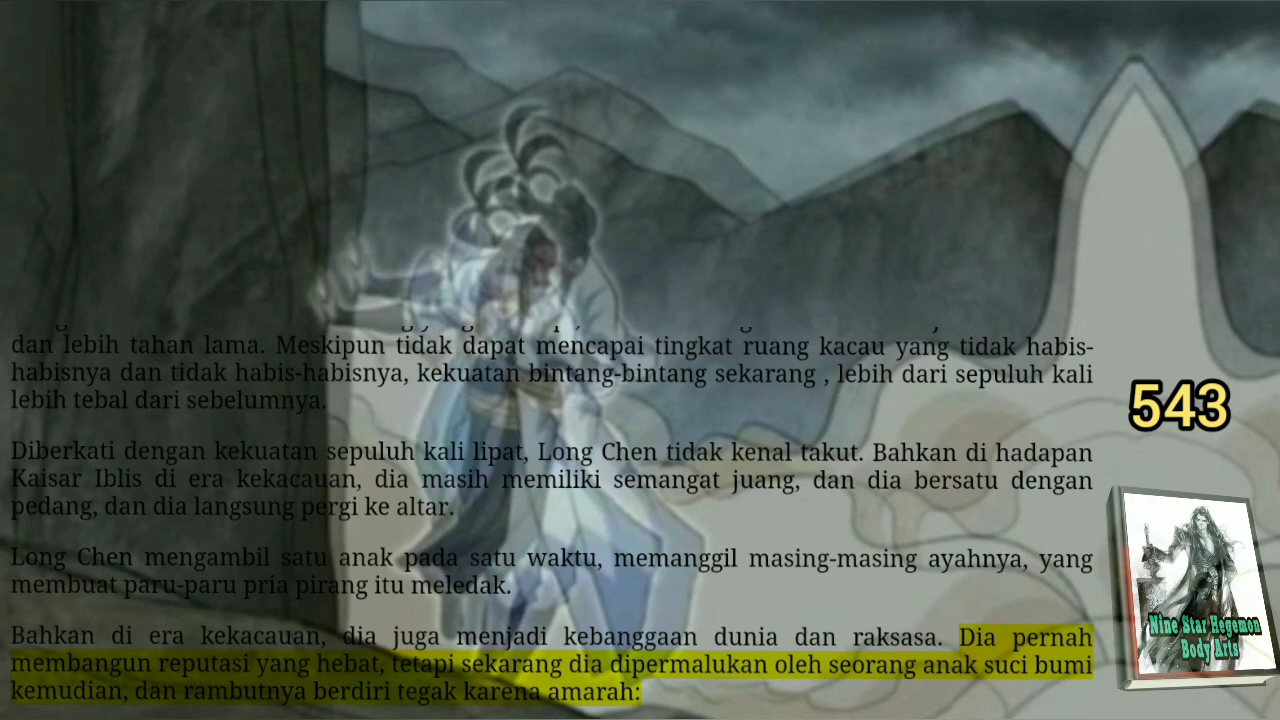 dan lebih tahan lama. Meskipun tidak dapat mencapai tingkat ruang kacau yang tidak habis-
habisnya dan tidak habis-habisnya, kekuatan bintang-bintang sekarang , lebih dari sepuluh kali
lebih tebal dari sebelumnya.
Diberkati dengan kekuatan sepuluh kali lipat, Long Chen tidak kenal takut. Bahkan di hadapan
Kaisar Iblis di era kekacauan, dia masih memiliki semangat juang, dan dia bersatu dengan
pedang, dan dia langsung pergi ke altar.
Long Chen mengambil satu anak pada satu waktu, memanggil masing-masing ayahnya, yang
membuat paru-paru pria pirang itu meledak.
Bahkan di era kekacauan, dia juga menjadi kebanggaan dunia dan raksasa. Dia pernah
membangun reputasi yang hebat, tetapi sekarang dia dipermalukan oleh seorang anak suci bumi
kemudian, dan rambutnya berdiri tegak karena amarah:
543
Nine Star Hegemon
Body Arts